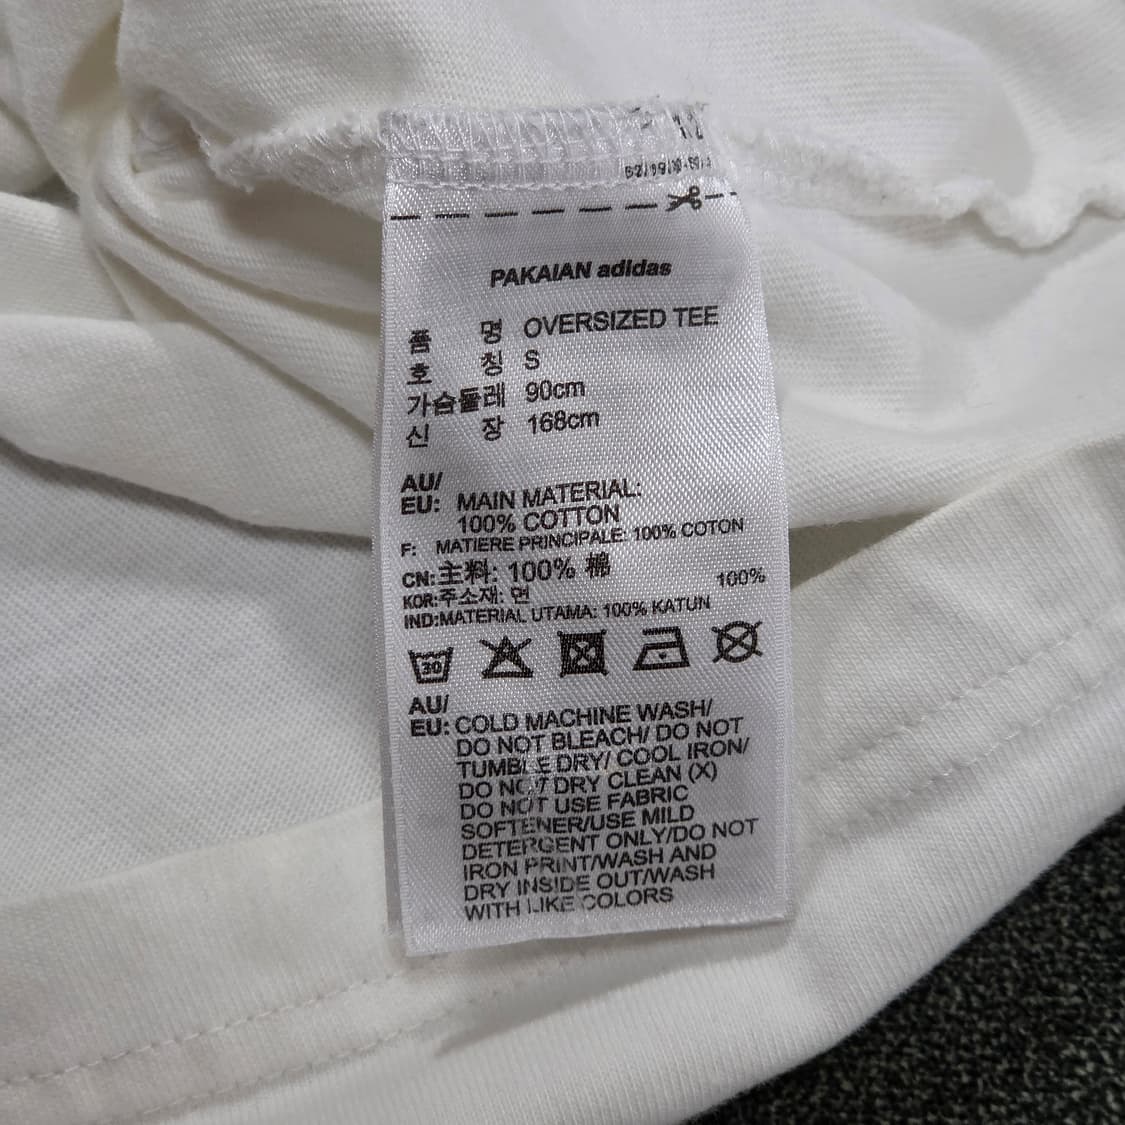 PAKAIAN adidas
품 명 OVERSIZED TEE
호 칭 S
가슴둘레 90cm
신 장 168cm
AU/
EU: MAIN MATERIAL:
100% COTTON
F: MATIERE PRINCIPALE: 100% COTON
CN:主料: 100% 棉
KOR:주소재: 면 100%
IND:MATERIAL UTAMA: 100% KATUN
30
AU/
EU: COLD MACHINE WASH/
DO NOT BLEACH/ DO NOT
TUMBLE DRY/ COOL IRON/
DO NOT DRY CLEAN (X)
DO NOT USE FABRIC
SOFTENER/USE MILD
DETERGENT ONLY/DO NOT
IRON PRINT/WASH AND
DRY INSIDE OUT/WASH
WITH LIKE COLORS